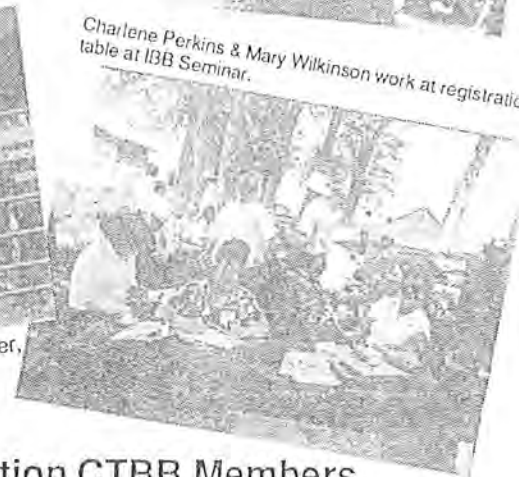 Charlene Perkins & Mary Wilkinson work at registratio
table at IBB Seminar.
er,
tion CTBB Members